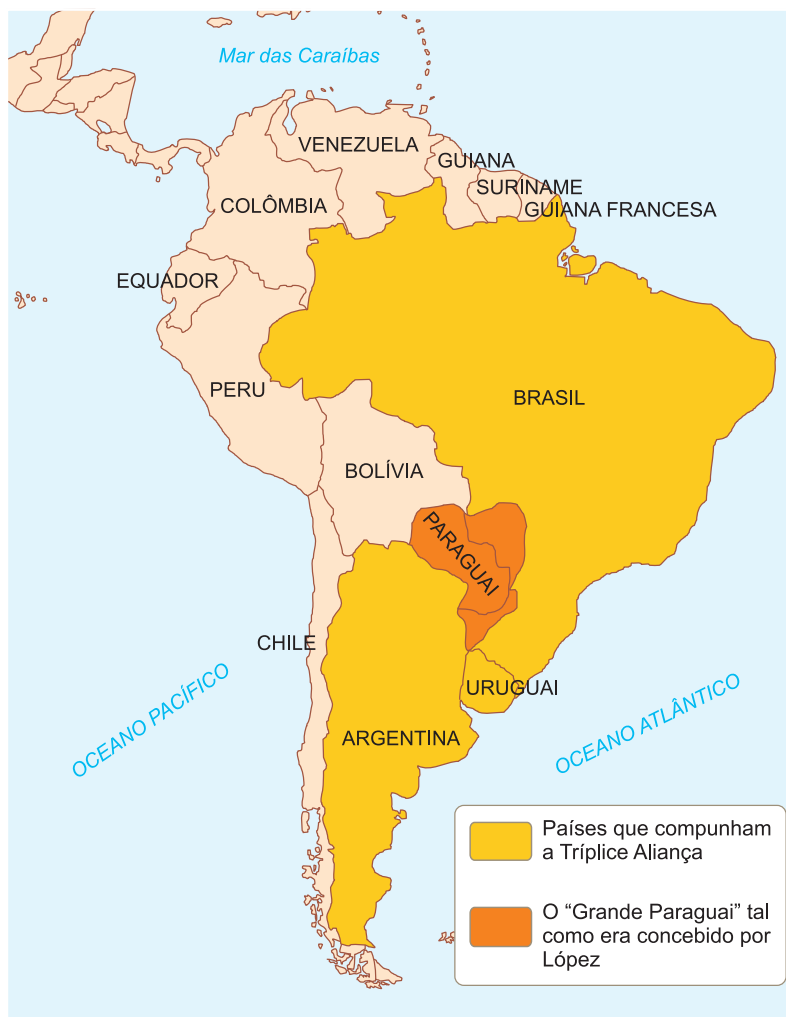 Mar das Caraíbas
VENEZUELA
GUIANA
SURINAME
GUIANA FRANCESA
COLÔMBIA
EQUADOR
PERU
BRASIL
BOLÍVIA
PARAGUAI
CHILE
URUGUAI
ARGENTINA
OCEANO PACÍFICO
OCEANO ATLÂNTICO
Países que compunham
a Tríplice Aliança
O “Grande Paraguai” tal
como era concebido por
López